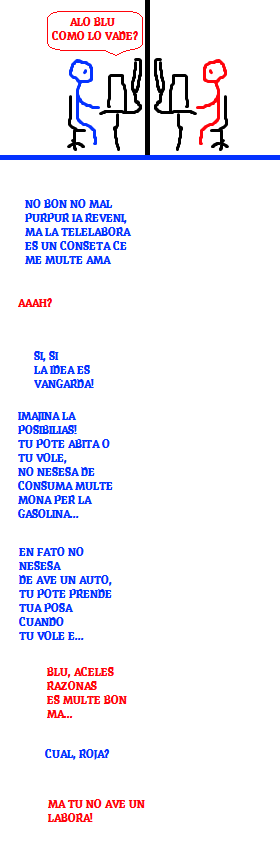 ALO BLU
COMO LO VADE?
NO BON NO MAL
PURPUR IA REVENI,
MA LA TELELABORA
ES UN CONSETA CE
ME MULTE AMA
AAAH?
SI, SI
LA IDEA ES
VANGARDA!
IMAJINA LA
POSIBILIAS!
TU POTE ABITA O
TU VOLE,
NO NESESA DE
CONSUMA MULTE
MONA PER LA
GASOLINA...
EN FATO NO
NESESA
DE AVE UN AUTO,
TU POTE PRENDE
TUA POSA
CUANDO
TU VOLE E...
BLU, ACELES
RAZONAS
ES MULTE BON
MA...
CUAL, ROJA?
MA TU NO AVE UN
LABORA!